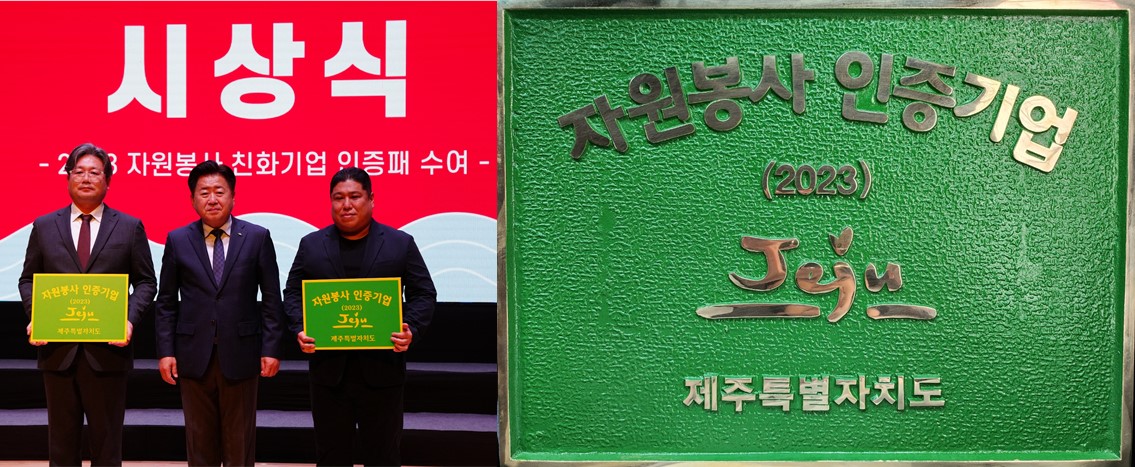 시상식
- 2023 자원봉사 친화기업 인증패 수여 -
자원봉사 인증기업
(2023)
Jeju
제주특별자치도
자원봉사 인증기업
(2023)
Jeju
제주특별자치도
자원봉사 인증기업
(2023)
Jeju
제주특별자치도